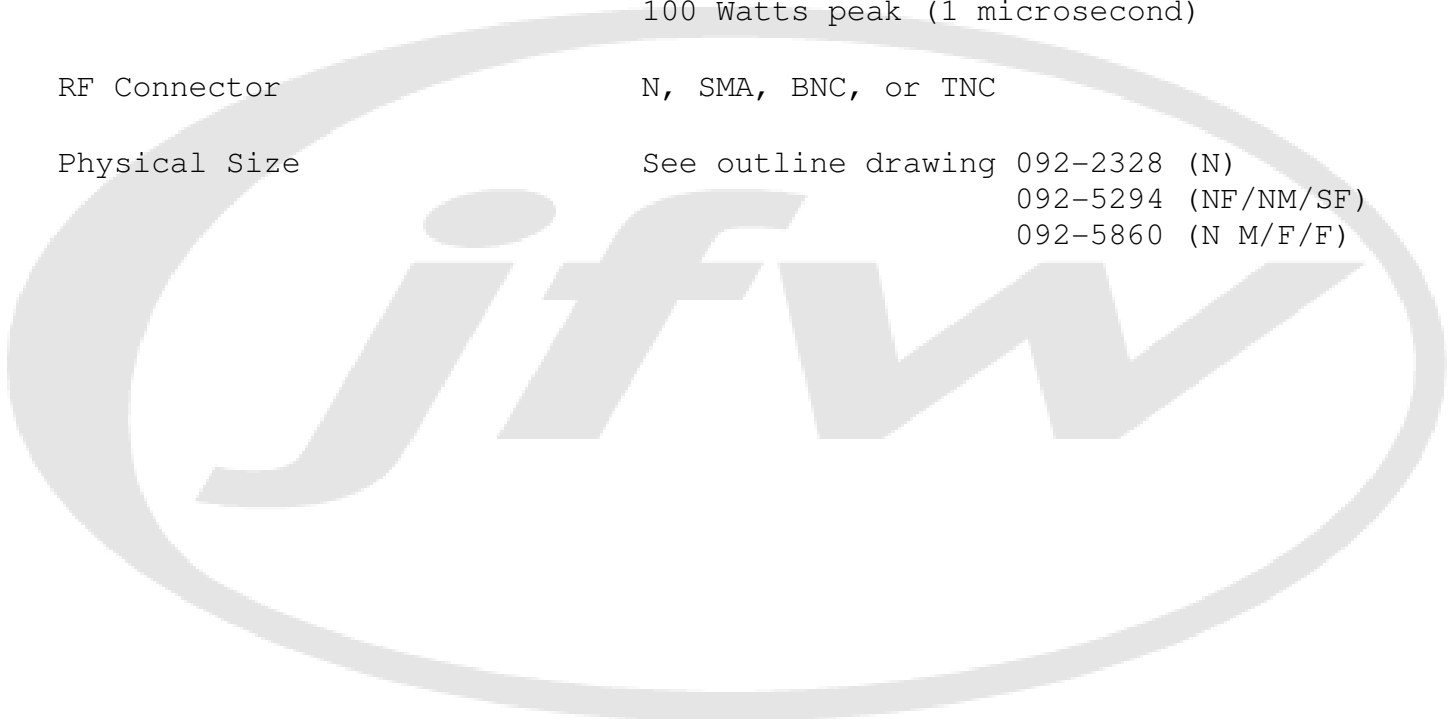 100 Watts peak (1 microsecond)
RF Connector N, SMA, BNC, or TNC
Physical Size See outline drawing 092-2328 (N)
092-5294 (NF/NM/SF)
092-5860 (N M/F/F)
jfw